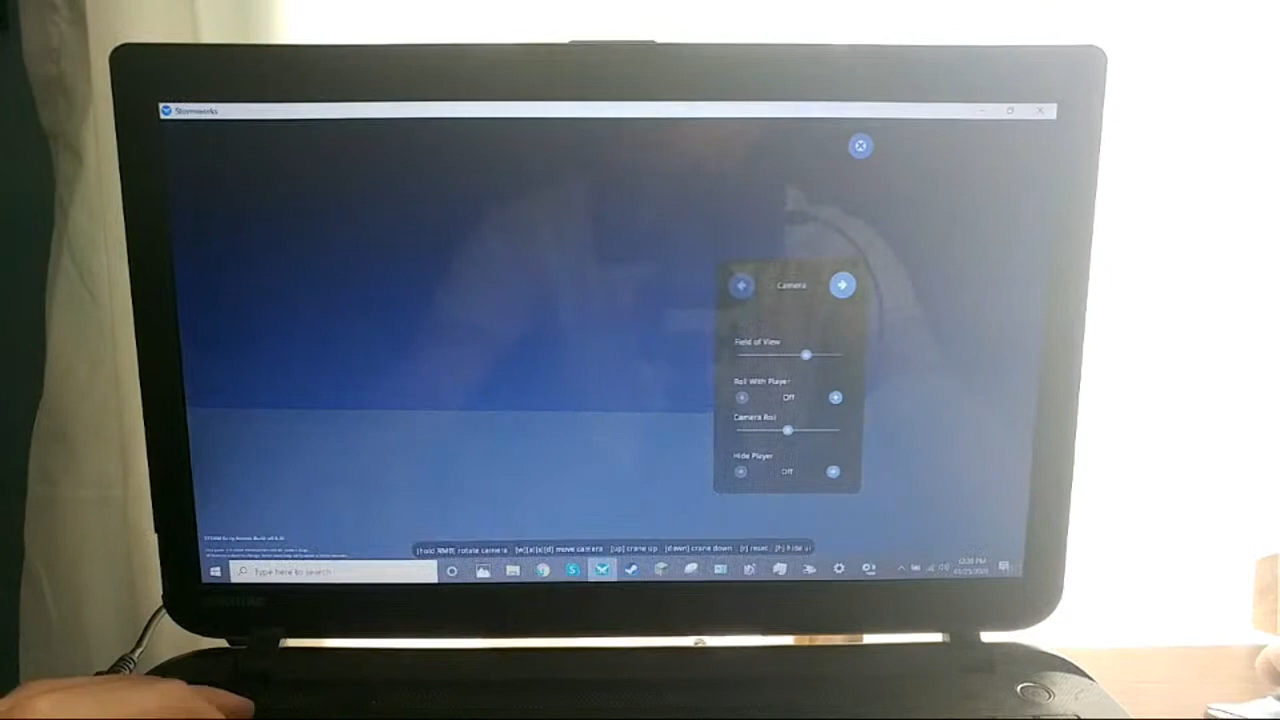 Stormworks
Camera
Field of View
Roll With Player
Off
Camera Roll
Hide Player
Off
[hold RMB] rotate camera [w][a][s][d] move camera [up] crane up [down] crane down [r] reset [h] hide ui
Type here to search